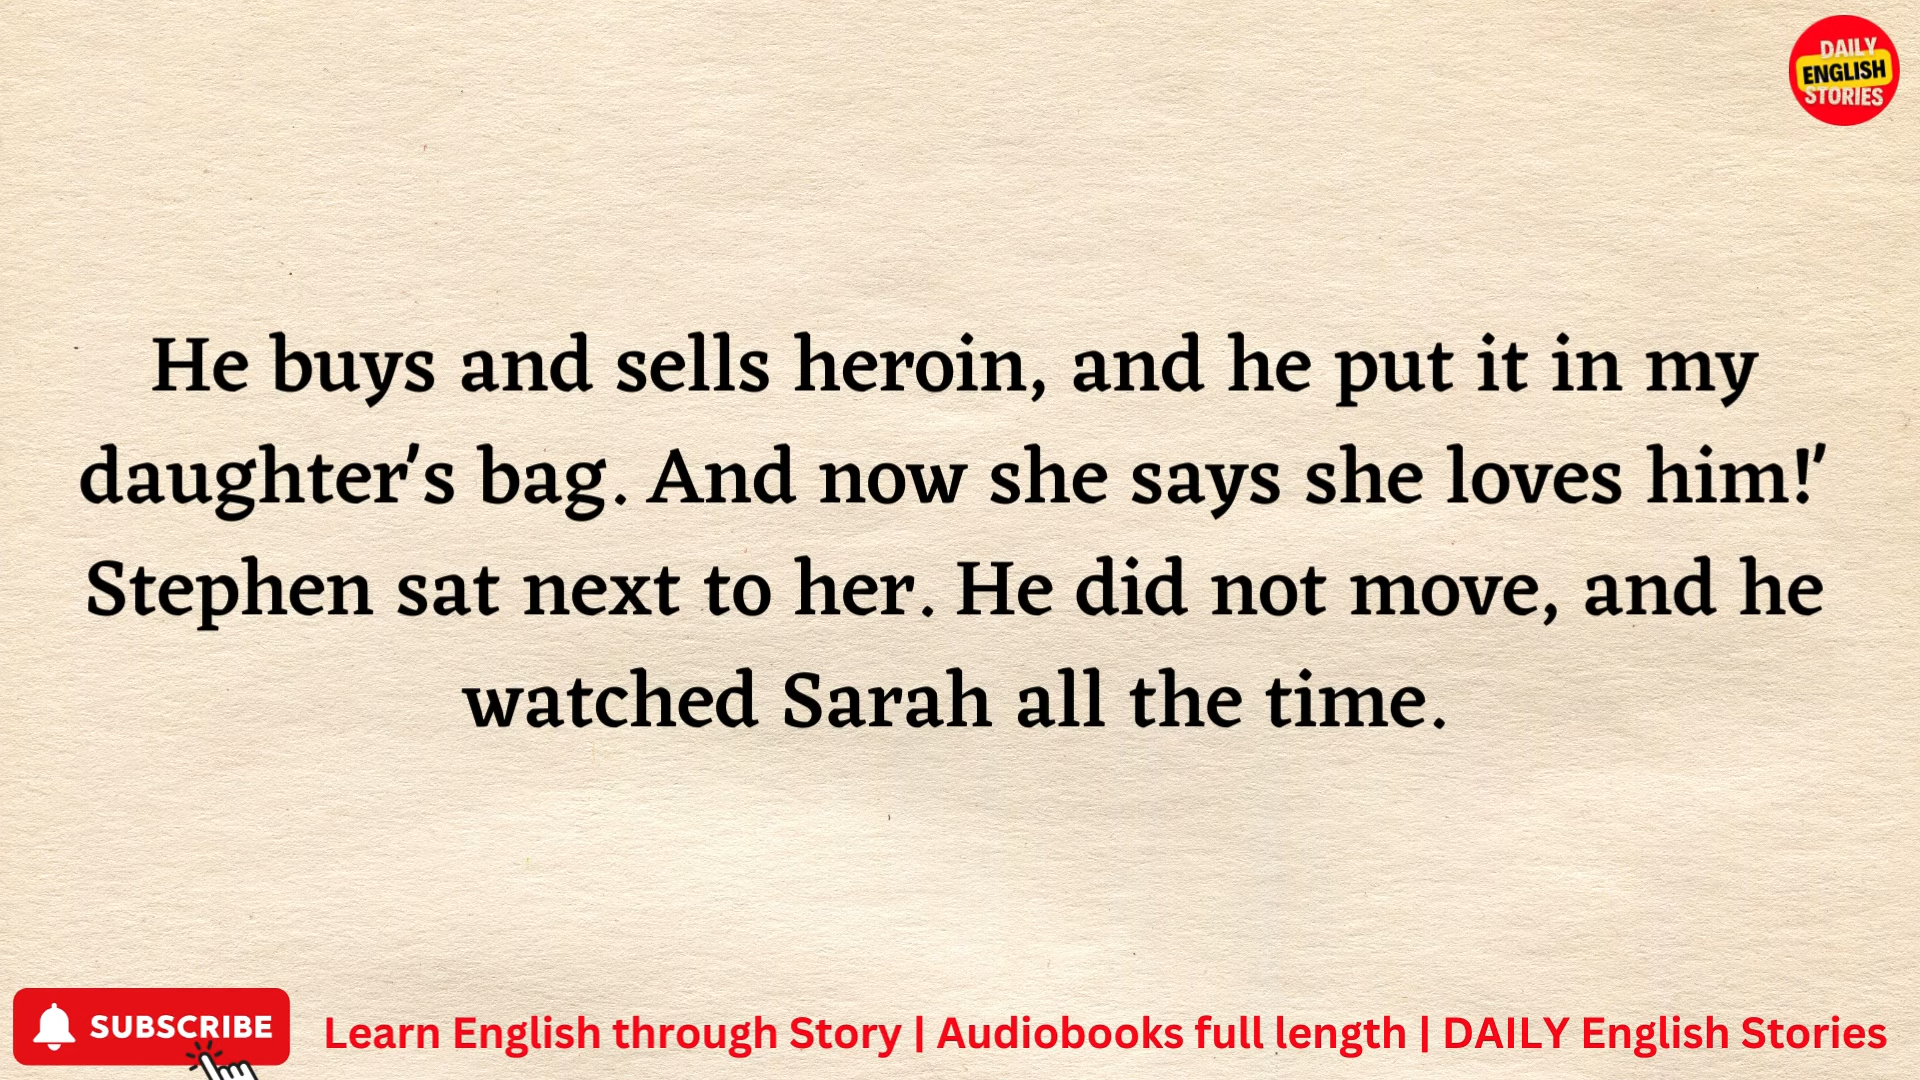 DAILY
ENGLISH
STORIES
He buys and sells heroin, and he put it in my
daughter's bag. And now she says she loves him!'
Stephen sat next to her. He did not move, and he
watched Sarah all the time.
SUBSCRIBE
Learn English through Story | Audiobooks full length | DAILY English Stories